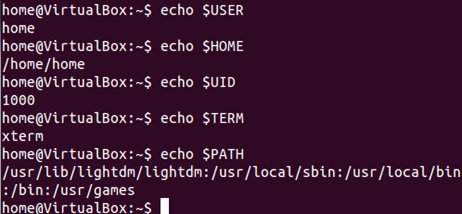 home@VirtualBox:~$ echo $USER
home
home@VirtualBox:~$ echo $HOME
/home/home
home@VirtualBox:~$ echo $UID
1000
home@VirtualBox:~$ echo $TERM
xterm
home@VirtualBox:~$ echo $PATH
/usr/lib/lightdm/lightdm:/usr/local/sbin:/usr/local/bin
:/bin:/usr/games
home@VirtualBox:~$